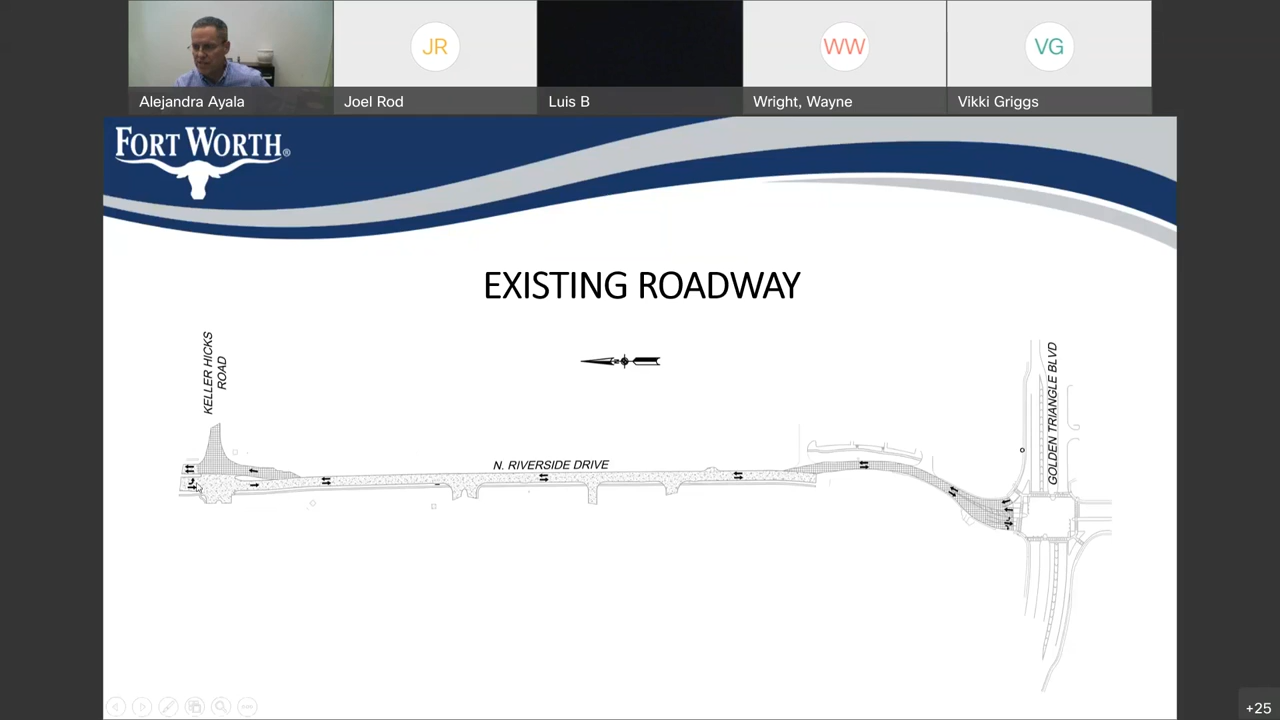 JR
WW
VG
Alejandra Ayala
Joel Rod
Luis B
Wright, Wayne
Vikki Griggs
FORT WORTH®
EXISTING ROADWAY
KELLER HICKS
ROAD
N. RIVERSIDE DRIVE
GOLDEN TRIANGLE BLVD
+25